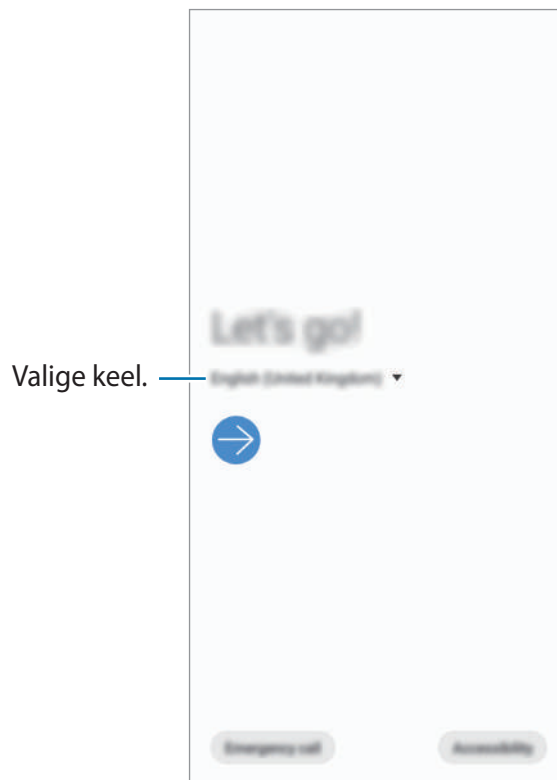 Let's go!
Valige keel.
English (United Kingdom)
Emergency call
Accessibility